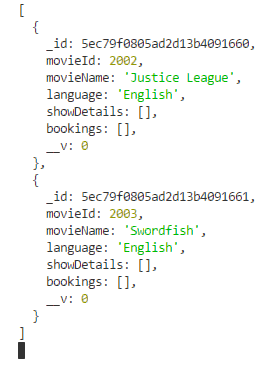 [
  {
    _id: 5ec79f0805ad2d13b4091660,
    movieId: 2002,
    movieName: 'Justice League',
    language: 'English',
    showDetails: [],
    bookings: [],
    __v: 0
  },
  {
    _id: 5ec79f0805ad2d13b4091661,
    movieId: 2003,
    movieName: 'Swordfish',
    language: 'English',
    showDetails: [],
    bookings: [],
    __v: 0
  }
]